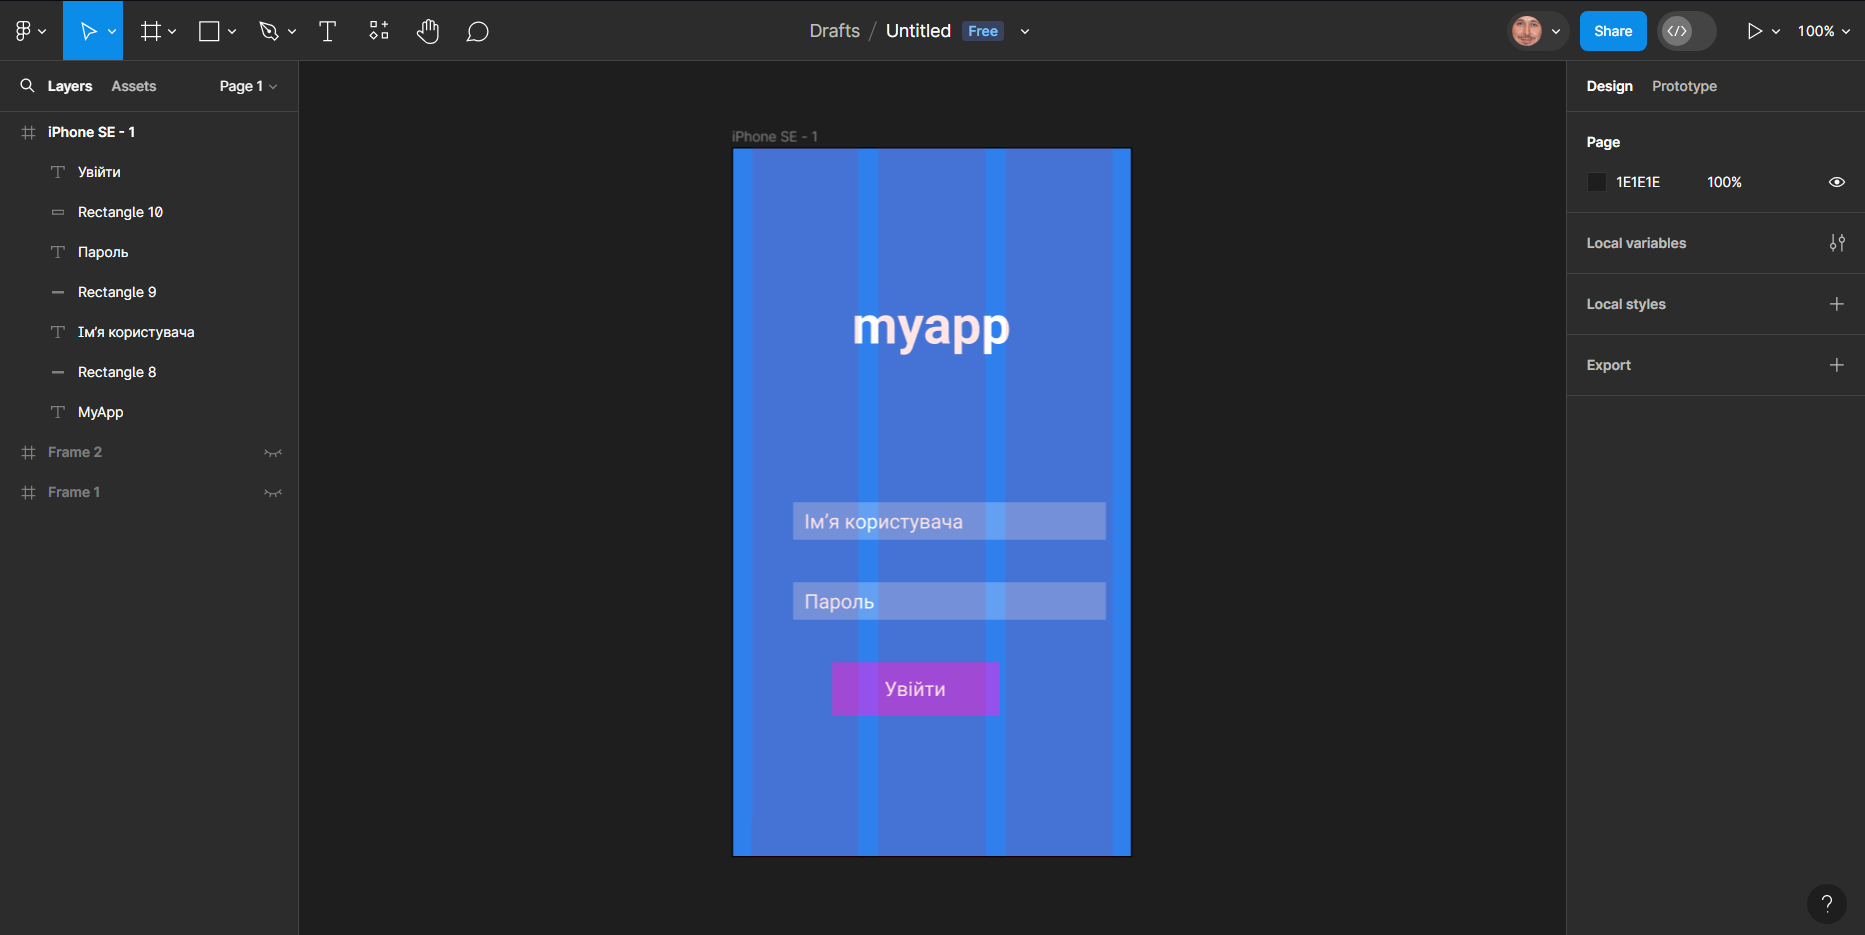 Drafts / Untitled Free
Share
100%
Layers Assets Page 1
iPhone SE - 1
Увійти
Rectangle 10
Пароль
Rectangle 9
Ім’я користувача
Rectangle 8
MyApp
Frame 2
Frame 1
iPhone SE - 1
myapp
Ім’я користувача
Пароль
Увійти
Design Prototype
Page
1E1E1E 100%
Local variables
Local styles
Export
?